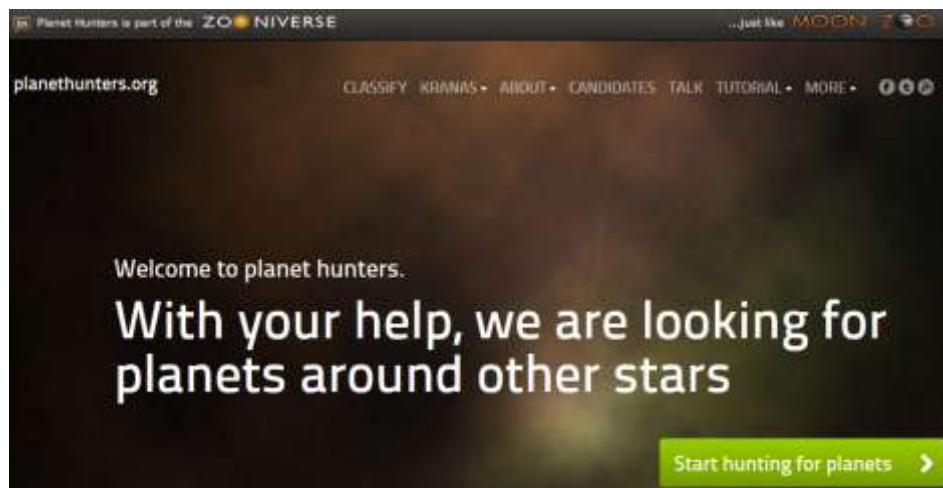 Planet Hunters is part of the ZOONIVERSE
...just like MOON ZOO
planethunters.org
CLASSIFY KRANAS ABOUT CANDIDATES TALK TUTORIAL MORE
Welcome to planet hunters.
With your help, we are looking for
planets around other stars
Start hunting for planets